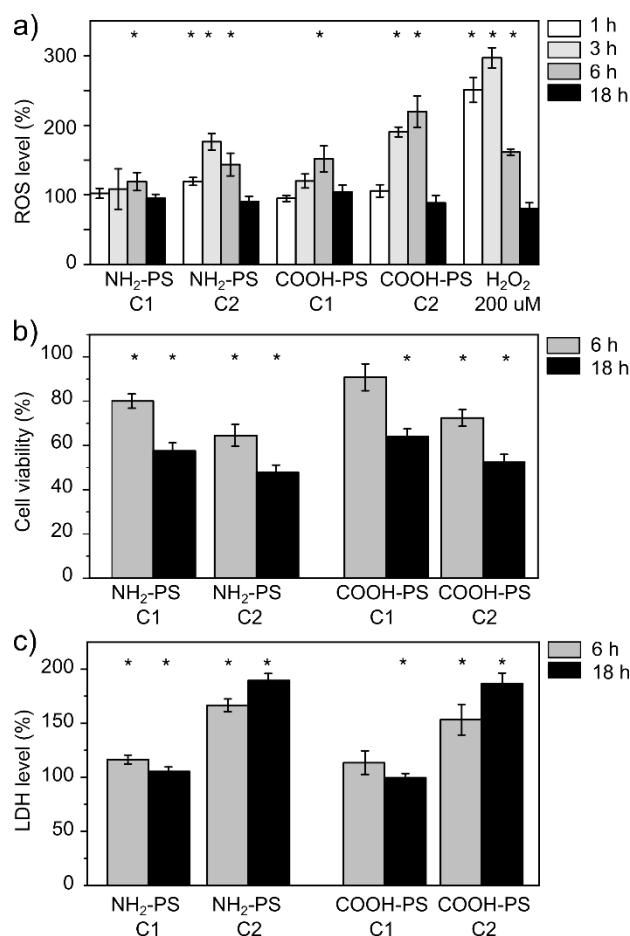 a)
* * * * * * * * * *
300
250
200
150
100
50
0
ROS level (%)
1 h
3 h
6 h
18 h
NH₂-PS NH₂-PS COOH-PS COOH-PS H₂O₂
C1 C2 C1 C2 200 uM
b)
* * * * * * *
100
80
60
40
20
0
Cell viability (%)
6 h
18 h
NH₂-PS NH₂-PS COOH-PS COOH-PS
C1 C2 C1 C2
c)
* * * * * * *
200
150
100
50
0
LDH level (%)
6 h
18 h
NH₂-PS NH₂-PS COOH-PS COOH-PS
C1 C2 C1 C2